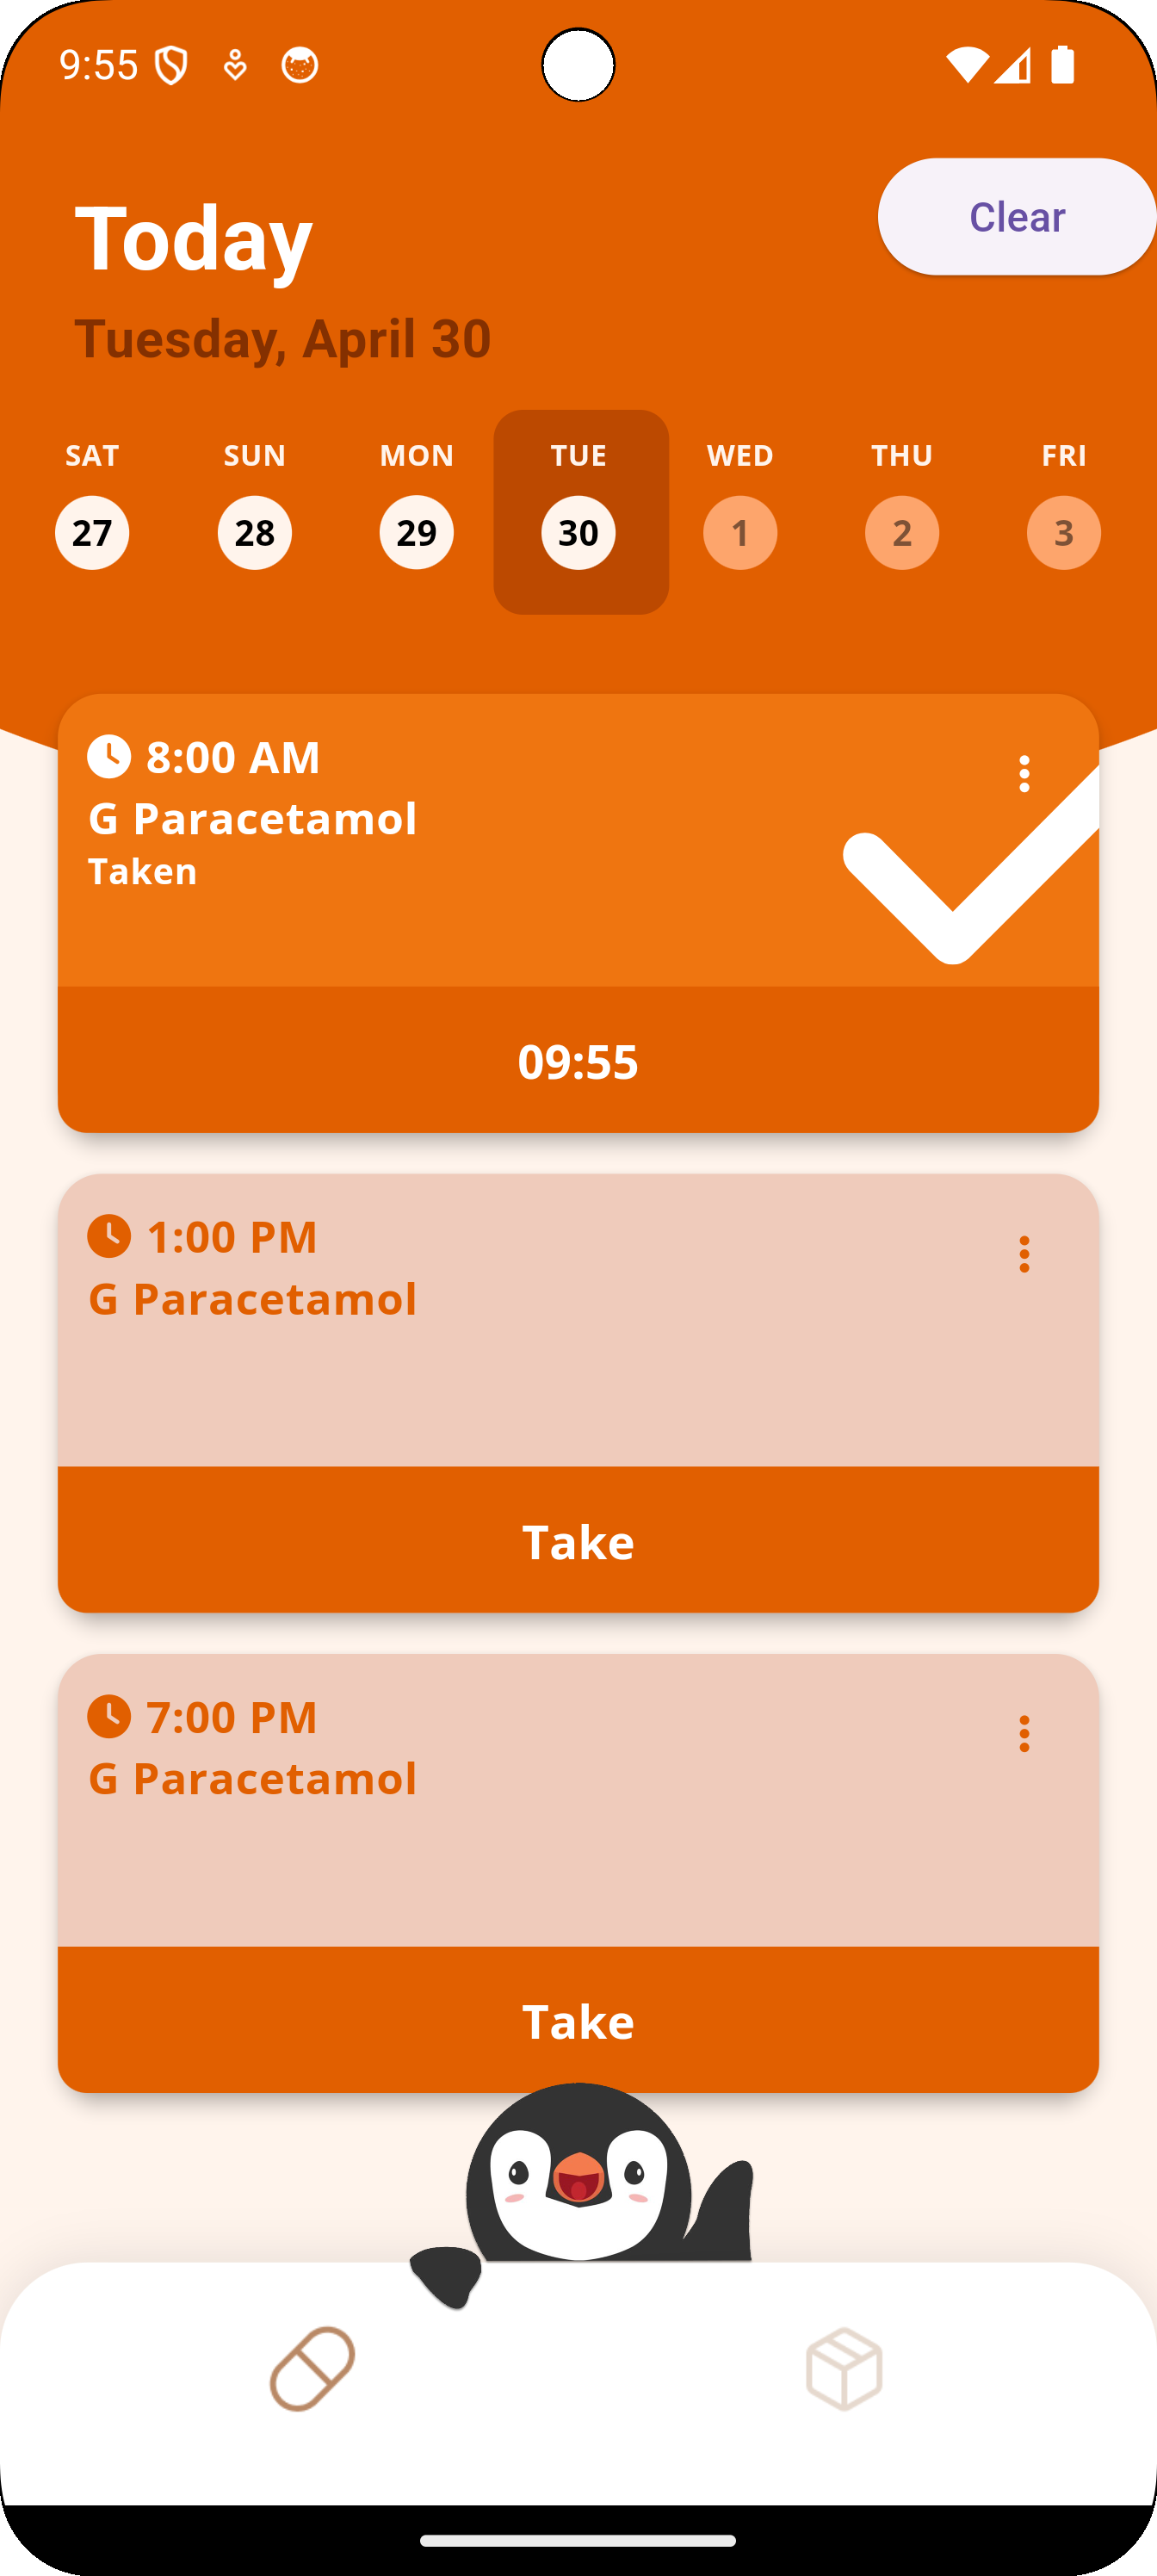 9:55
Today
Clear
Tuesday, April 30
SAT SUN MON TUE WED THU FRI
27 28 29 30 1 2 3
8:00 AM
G Paracetamol
Taken
09:55
1:00 PM
G Paracetamol
Take
7:00 PM
G Paracetamol
Take